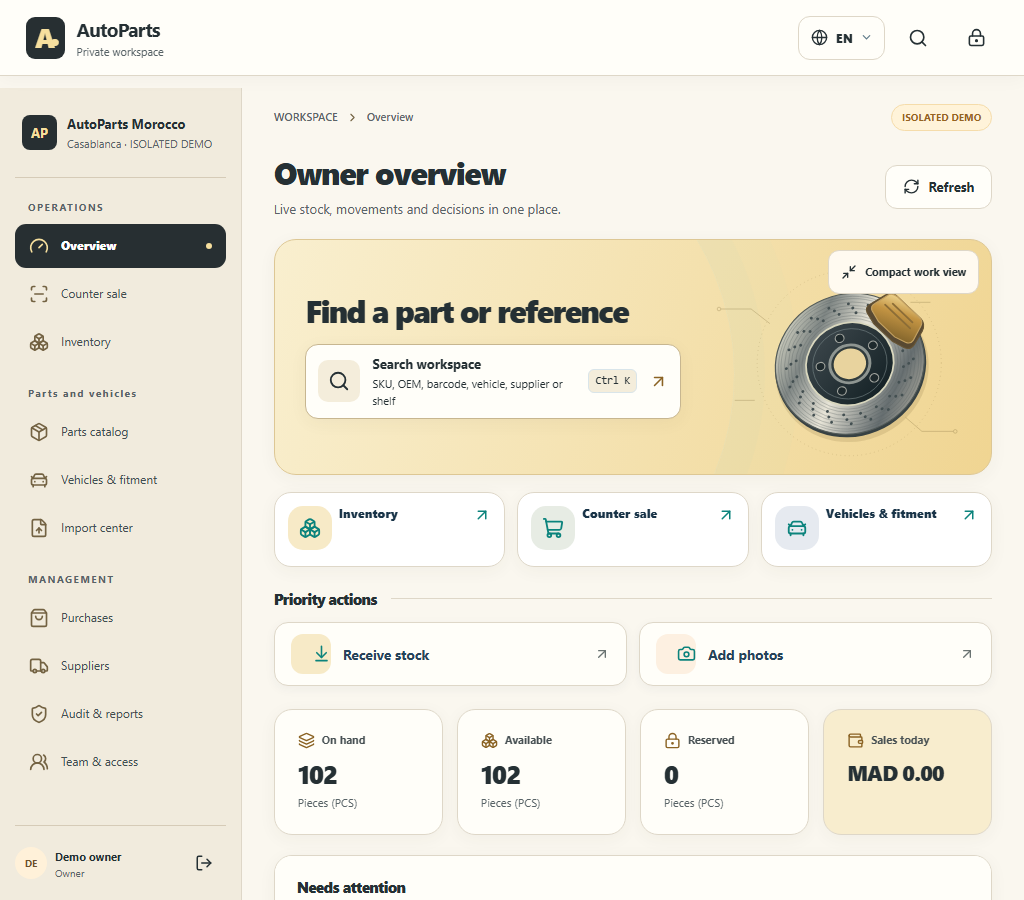 A
AutoParts
Private workspace
EN
AP
AutoParts Morocco
Casablanca · ISOLATED DEMO
OPERATIONS
Overview
Counter sale
Inventory
Parts and vehicles
Parts catalog
Vehicles & fitment
Import center
MANAGEMENT
Purchases
Suppliers
Audit & reports
Team & access
DE
Demo owner
Owner
WORKSPACE > Overview
ISOLATED DEMO
Owner overview
Live stock, movements and decisions in one place.
Refresh
Compact work view
Find a part or reference
Search workspace
SKU, OEM, barcode, vehicle, supplier or
shelf
Ctrl K
Inventory
Counter sale
Vehicles & fitment
Priority actions
Receive stock
Add photos
On hand
102
Pieces (PCS)
Available
102
Pieces (PCS)
Reserved
0
Pieces (PCS)
Sales today
MAD 0.00
Needs attention